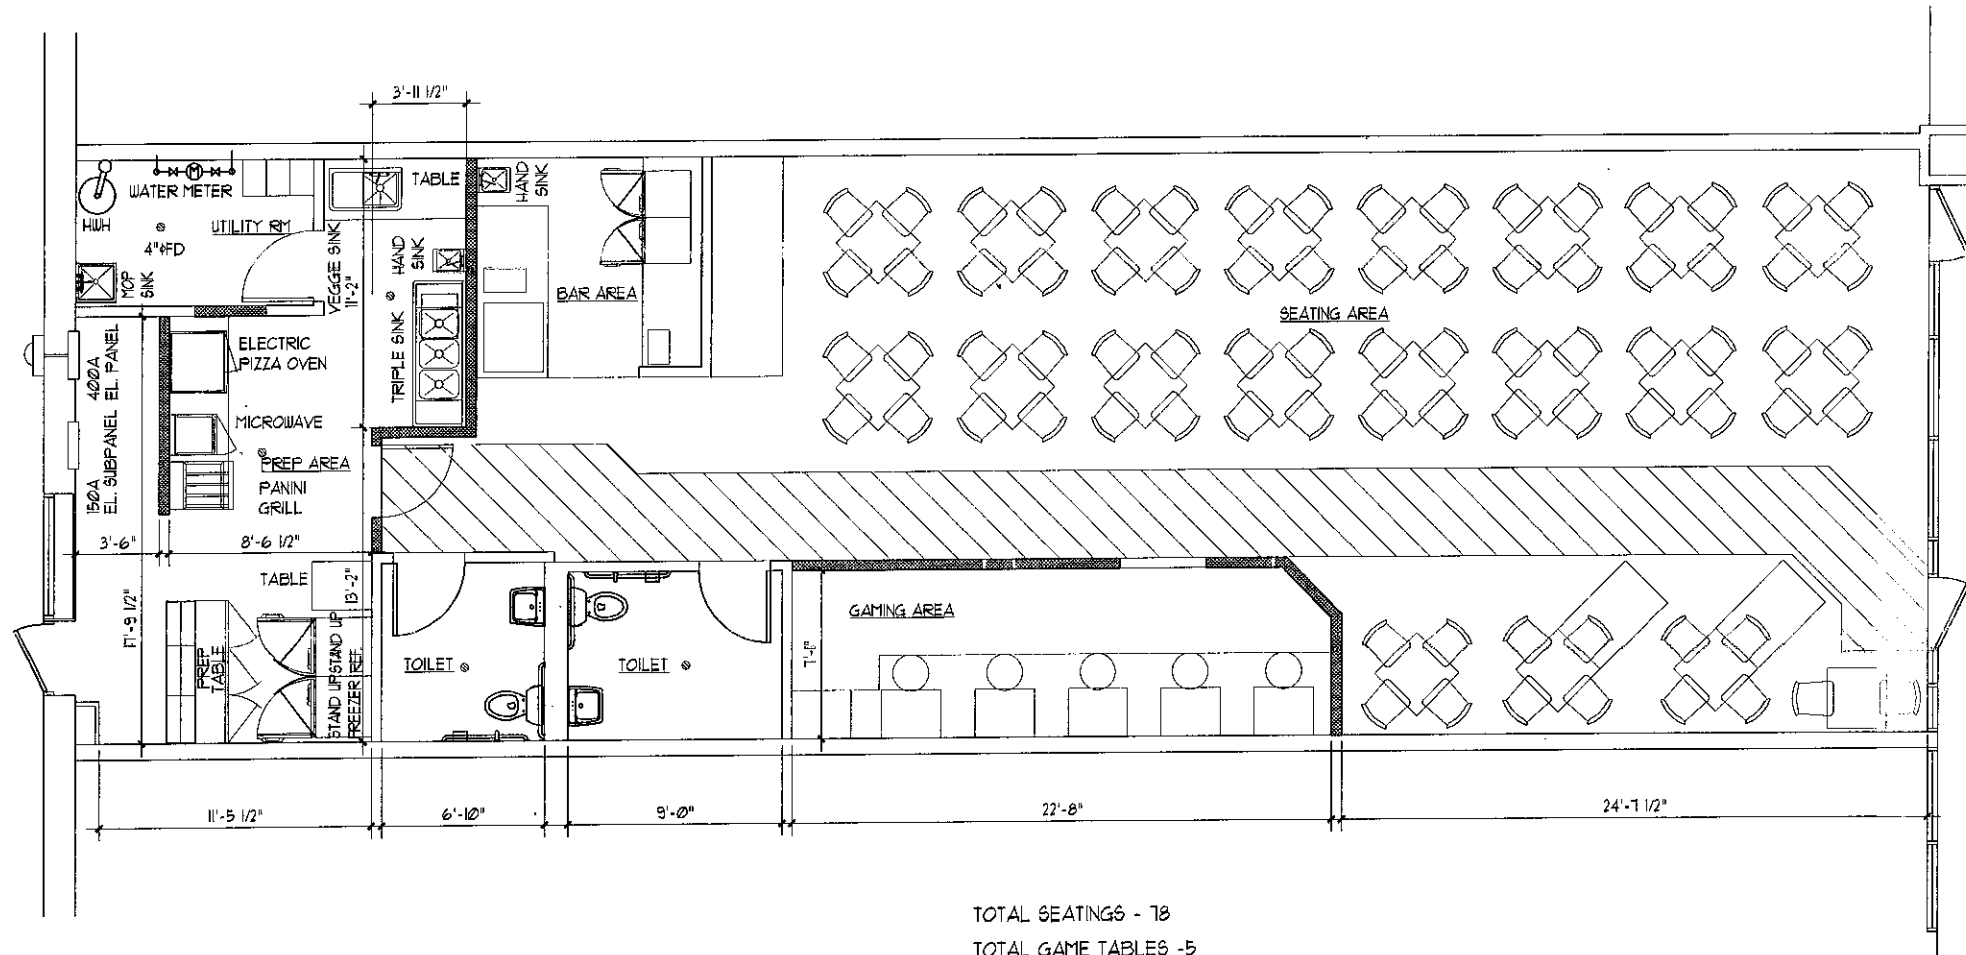 3'-11 1/2"
WATER METER
M
HWH
UTILITY RM
4"ΦFD
MOP
SINK
TABLE
VEGGIE SINK
11'-2"
HAND
SINK
TRIPLE SINK
HAND
SINK
BAR AREA
SEATING AREA
400A
EL. PANEL
150A
EL. SUBPANEL
ELECTRIC
PIZZA OVEN
MICROWAVE
PREP AREA
PANINI
GRILL
3'-6"
8'-6 1/2"
TABLE
13'-2"
17'-9 1/2"
PREP
TABLE
STAND UP
FREEZER
STAND UP
REF.
TOILET
TOILET
GAMING AREA
7'-1"
11'-5 1/2"
6'-10"
9'-0"
22'-8"
24'-7 1/2"
TOTAL SEATINGS - 78
TOTAL GAME TABLES -5